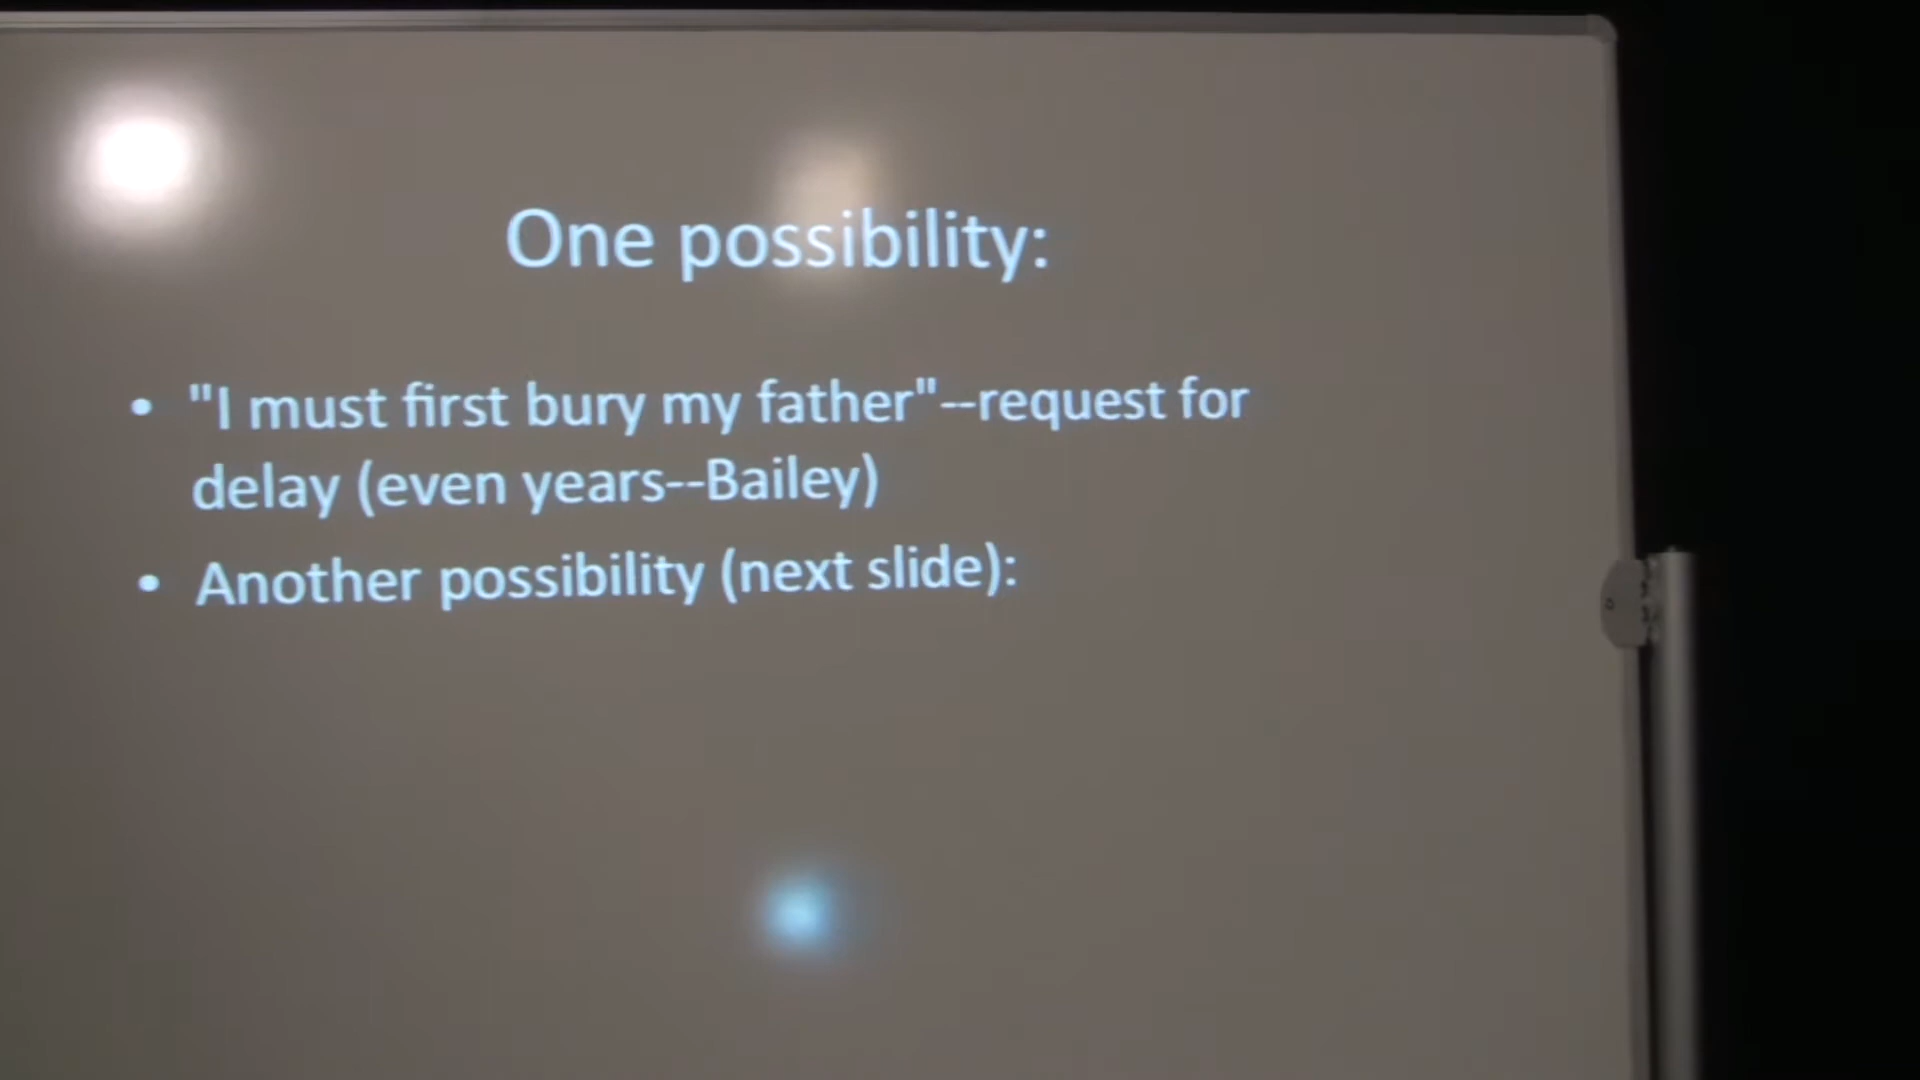 One possibility:
• "I must first bury my father"--request for
delay (even years--Bailey)
• Another possibility (next slide):